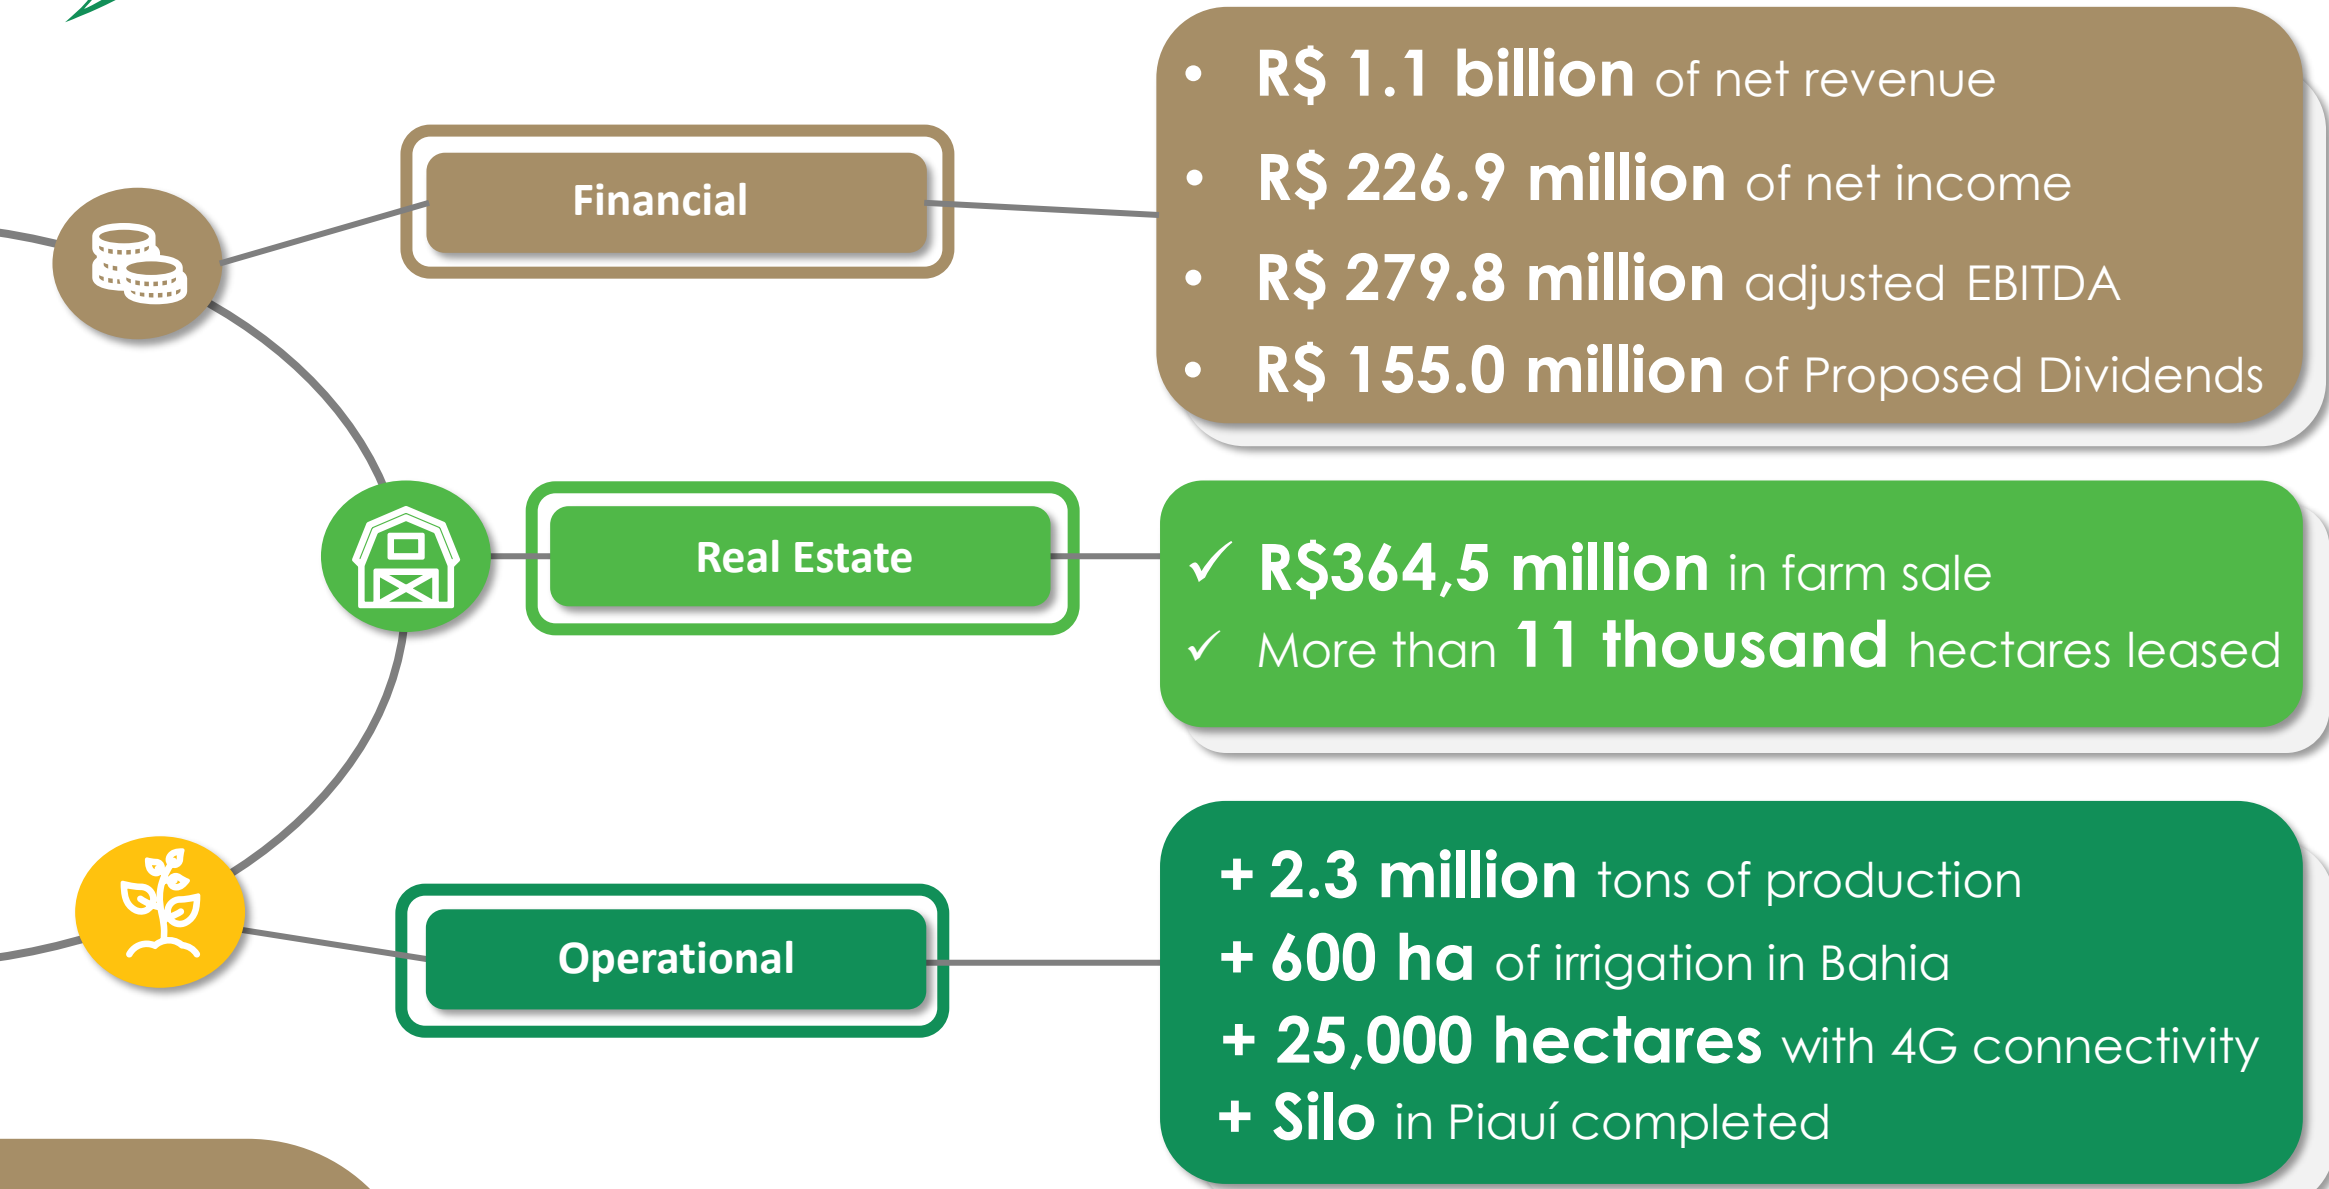 Financial
• R$ 1.1 billion of net revenue
• R$ 226.9 million of net income
• R$ 279.8 million adjusted EBITDA
• R$ 155.0 million of Proposed Dividends
Real Estate
✓ R$364,5 million in farm sale
✓ More than 11 thousand hectares leased
Operational
+ 2.3 million tons of production
+ 600 ha of irrigation in Bahia
+ 25,000 hectares with 4G connectivity
+ Silo in Piauí completed